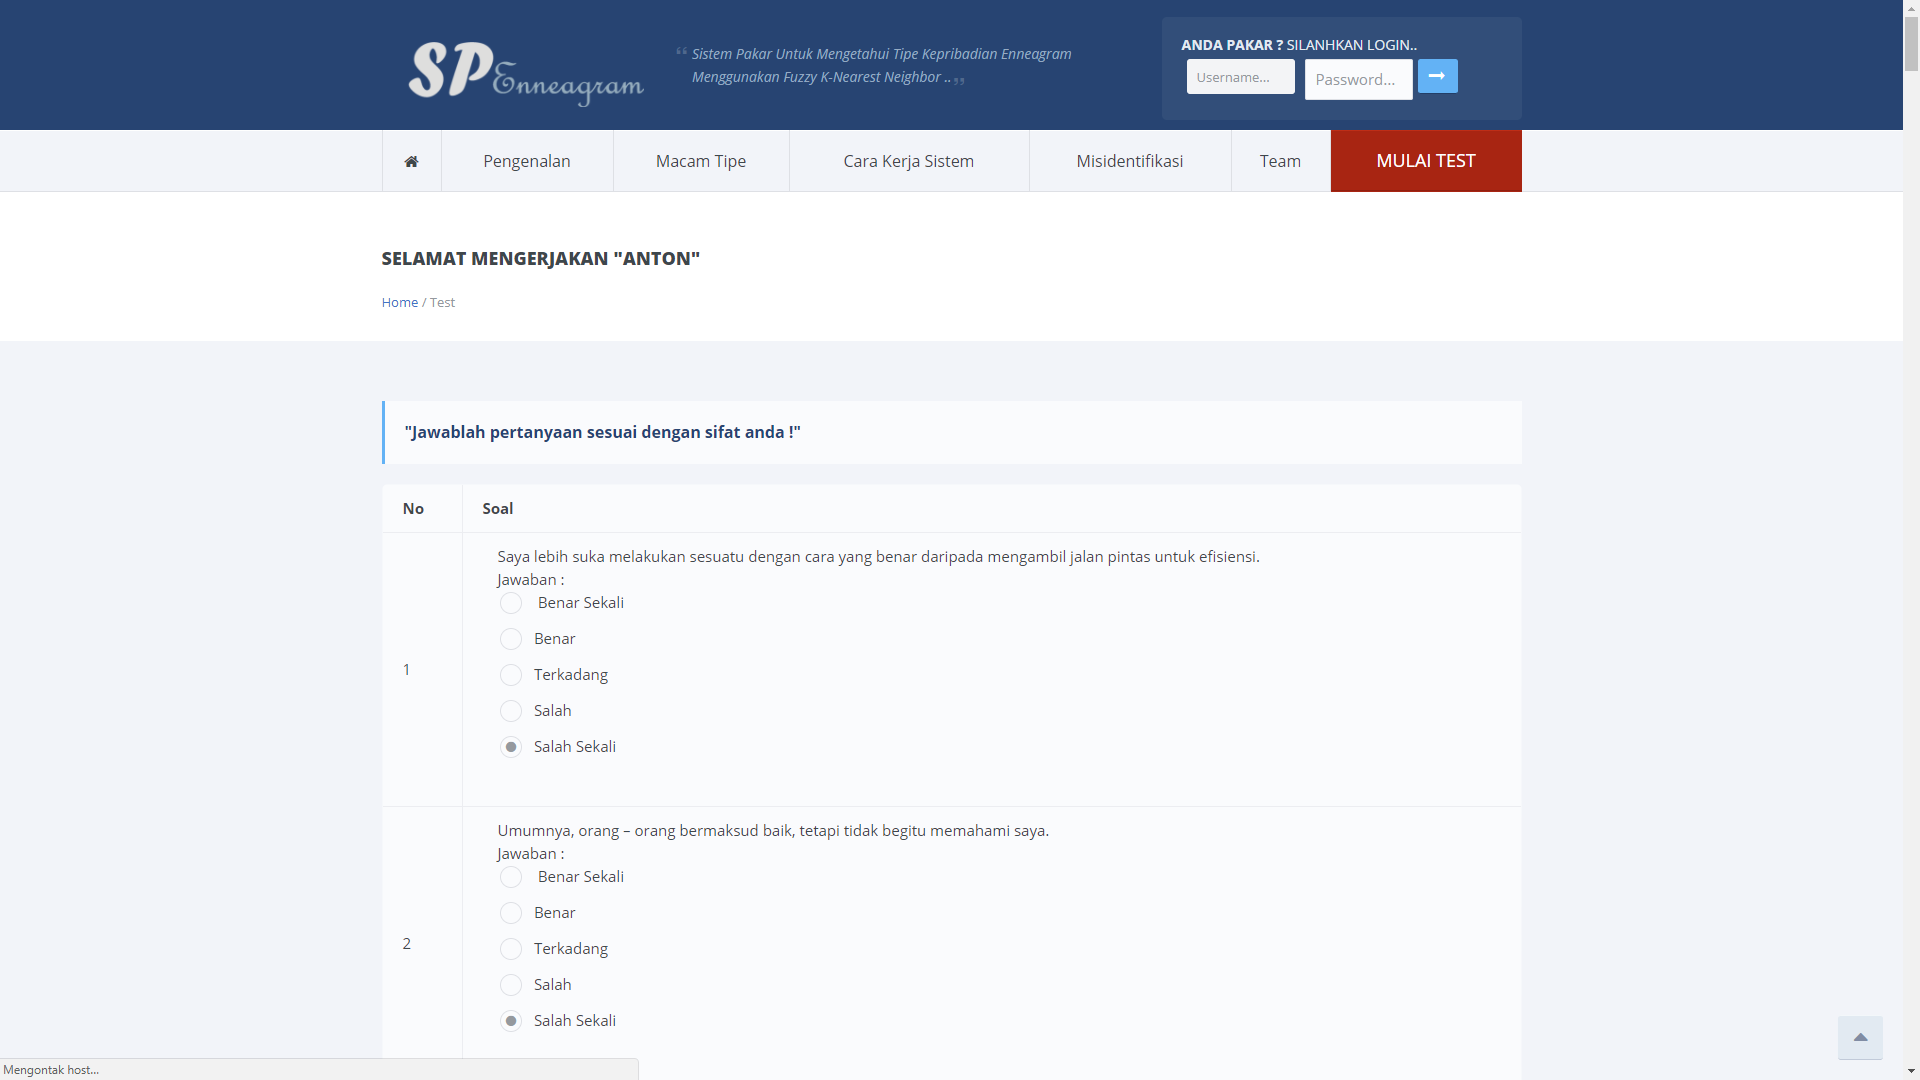 SP Enneagram
“ Sistem Pakar Untuk Mengetahui Tipe Kepribadian Enneagram
Menggunakan Fuzzy K-Nearest Neighbor .. ”
ANDA PAKAR ? SILANHKAN LOGIN..
Username...
Password...
Pengenalan
Macam Tipe
Cara Kerja Sistem
Misidentifikasi
Team
MULAI TEST
SELAMAT MENGERJAKAN "ANTON"
Home / Test
"Jawablah pertanyaan sesuai dengan sifat anda !"
No
Soal
1
Saya lebih suka melakukan sesuatu dengan cara yang benar daripada mengambil jalan pintas untuk efisiensi.
Jawaban :
Benar Sekali
Benar
Terkadang
Salah
Salah Sekali
2
Umumnya, orang – orang bermaksud baik, tetapi tidak begitu memahami saya.
Jawaban :
Benar Sekali
Benar
Terkadang
Salah
Salah Sekali
Mengontak host...